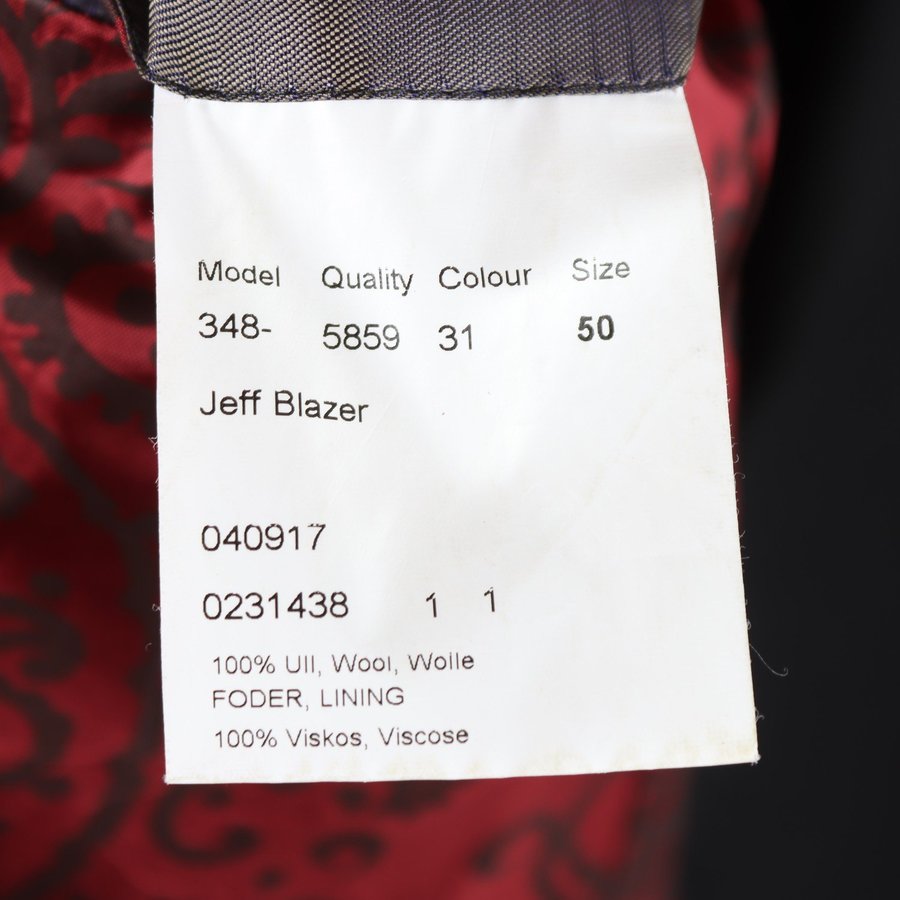 Model Quality Colour Size
348- 5859 31 50
Jeff Blazer
040917
0231438 1 1
100% Ull, Wool, Wolle
FODER, LINING
100% Viskos, Viscose